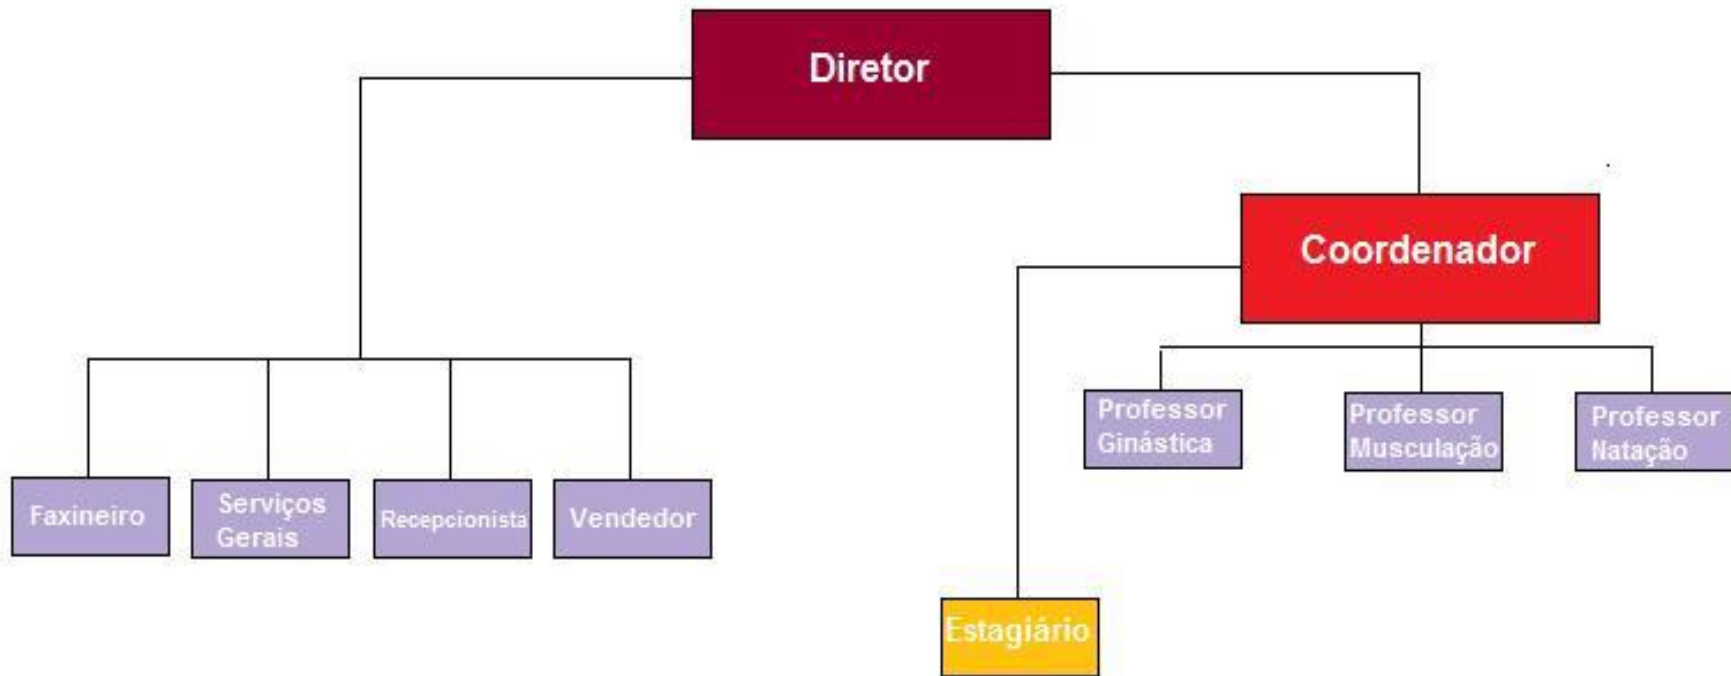 Diretor
Coordenador
Professor
Ginástica
Professor
Musculação
Professor
Natação
Faxineiro
Serviços
Gerais
Recepcionista
Vendedor
Estagiário